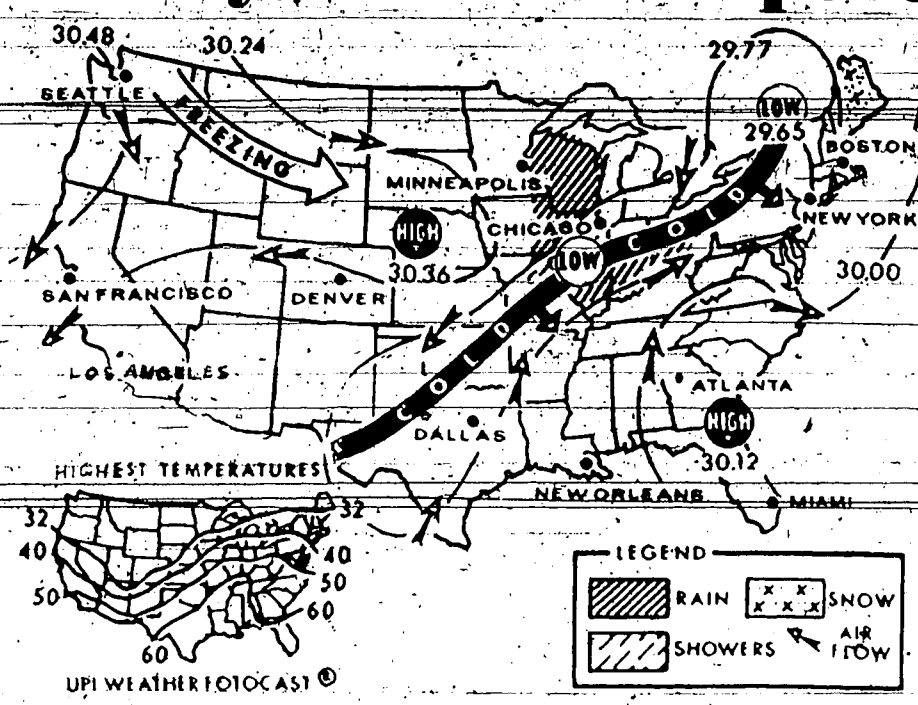 30.48
30.24
29.77
SEATTLE
FREEZING
LOW
29.65
BOSTON
MINNEAPOLIS
NEW YORK
CHICAGO
HIGH
30.36
LOW
COLD
30.00
SAN FRANCISCO
DENVER
COLD
LOS ANGELES
ATLANTA
DALLAS
HIGH
30.12
HIGHEST TEMPERATURES
NEW ORLEANS
MIAMI
32
32
40
40
50
50
60
60
LEGEND
RAIN
SNOW
SHOWERS
AIR
FLOW
UPI WEATHER FOTOCAST ®